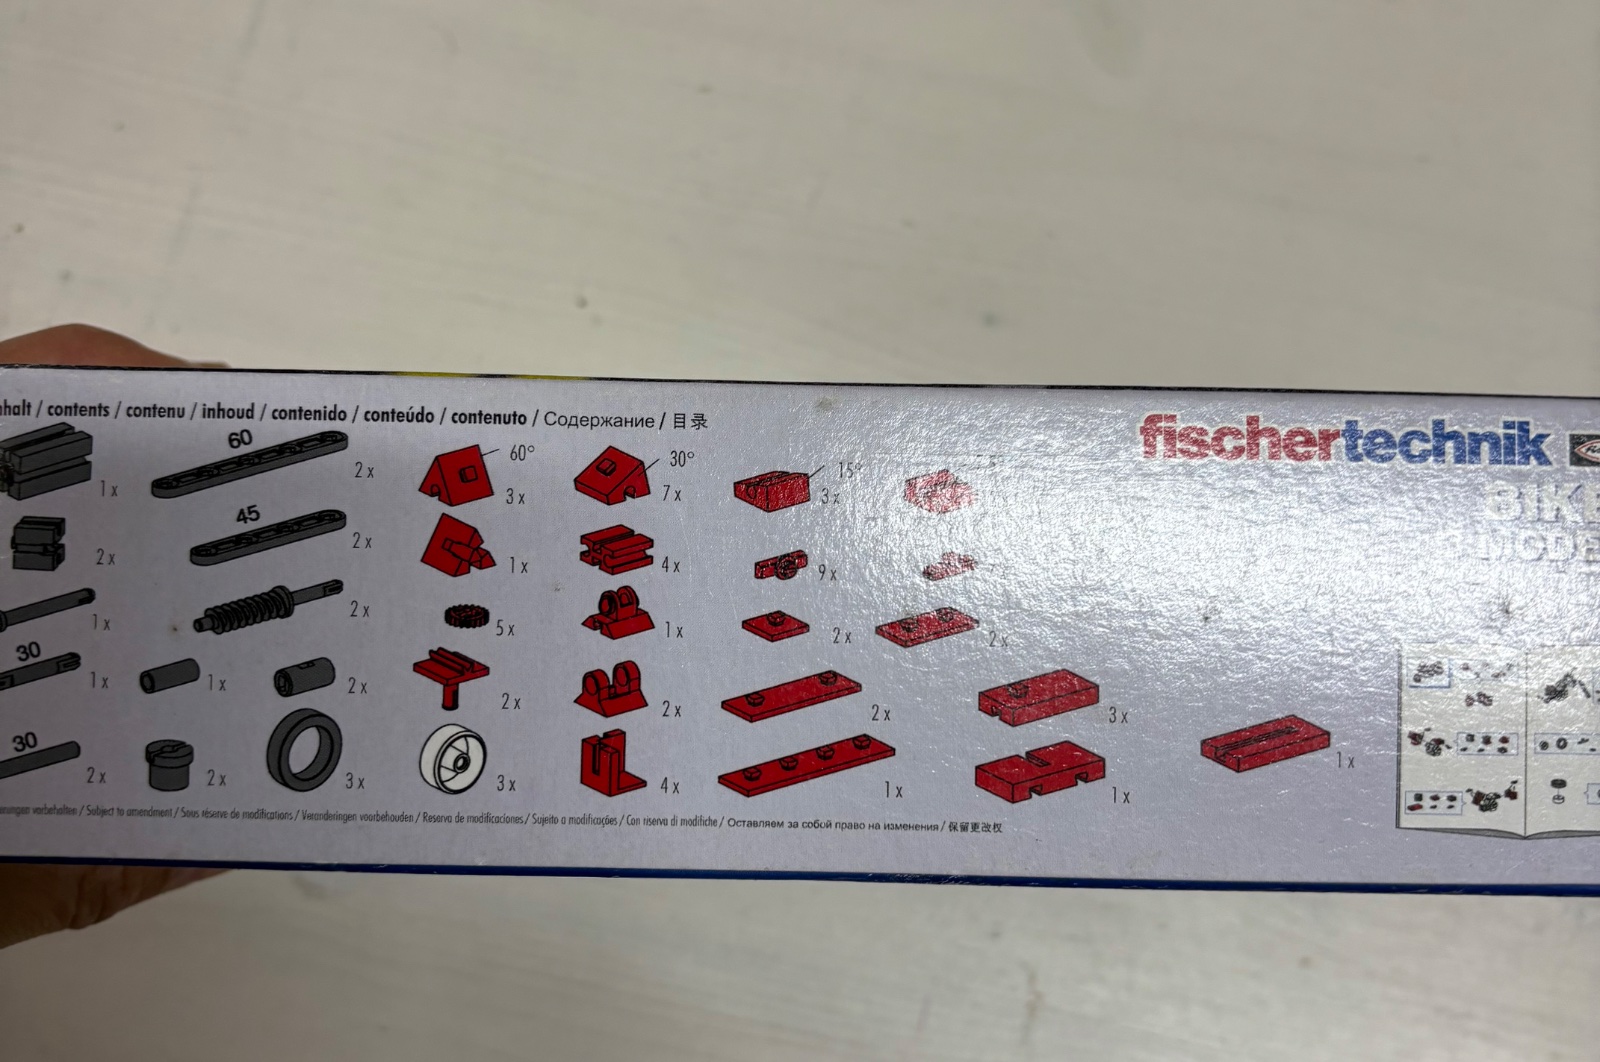 / contents / contenu / inhoud / contenido / conteúdo / contenuto / Содержание / 目录
fischertechnik
60
60° 30° 15°
1 x 2 x 3 x 7 x 3 x
45
2 x 2 x 1 x 4 x 9 x
1 x 2 x 5 x 1 x 2 x 2 x
30
1 x 1 x 2 x 2 x 2 x 2 x 3 x
30
2 x 2 x 3 x 3 x 4 x 1 x 1 x 1 x
vorbehalten / Subject to amendment / Sous réserve de modifications / Veranderingen voorbehouden / Reserva de modificaciones / Sujeito a modificações / Con riserva di modifiche / Оставляем за собой право на изменения / 保留更改权